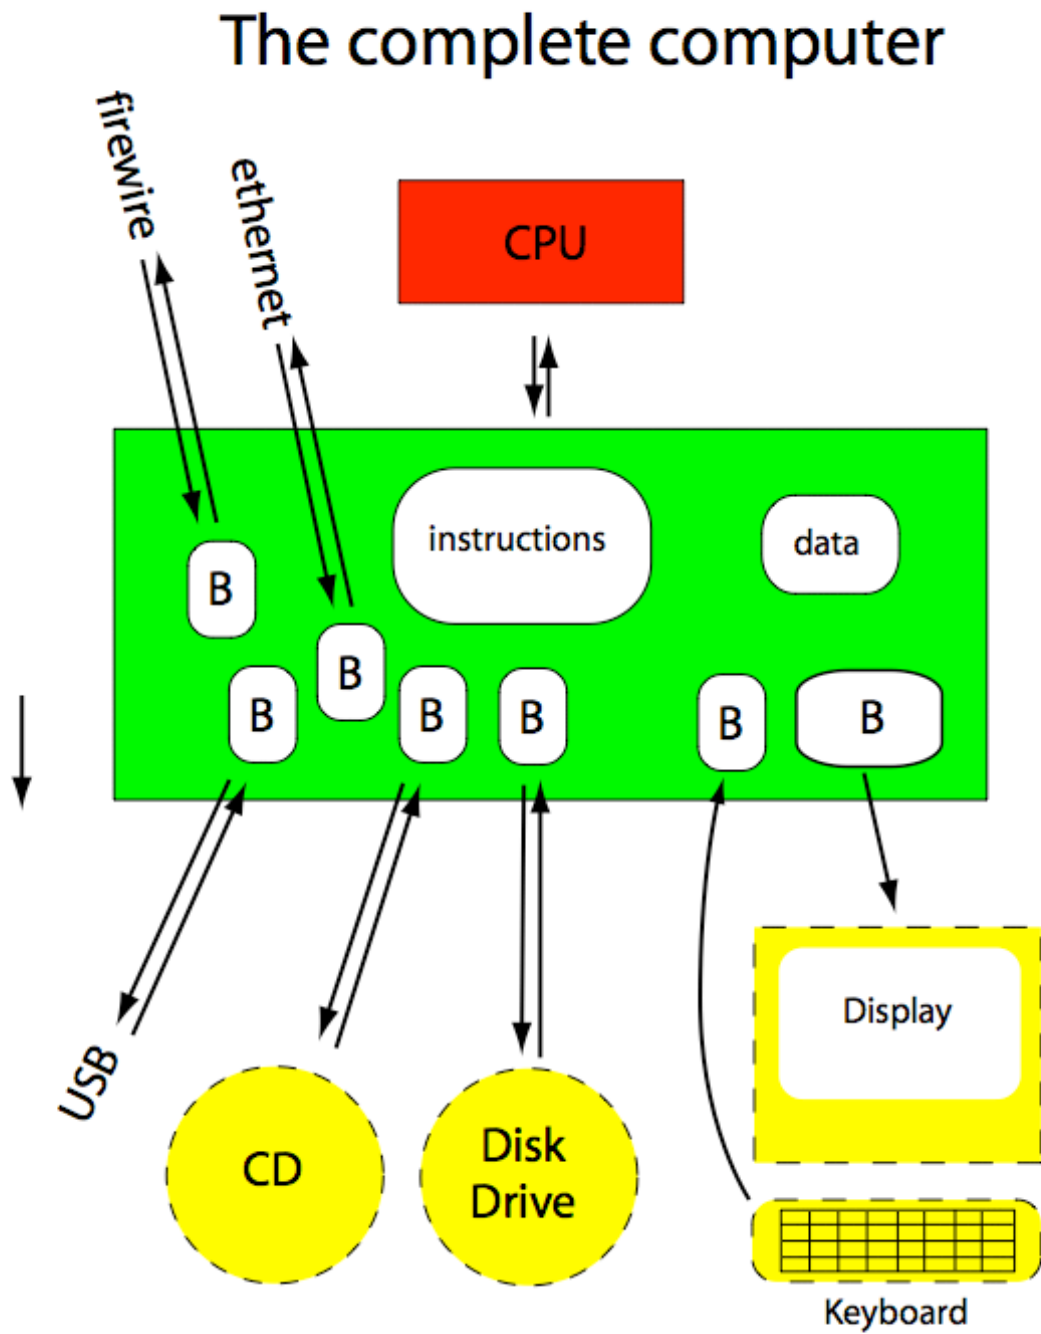 The complete computer
firewire
ethernet
CPU
instructions
data
B
B
B
B
B
B
B
USB
CD
Disk
Drive
Display
Keyboard